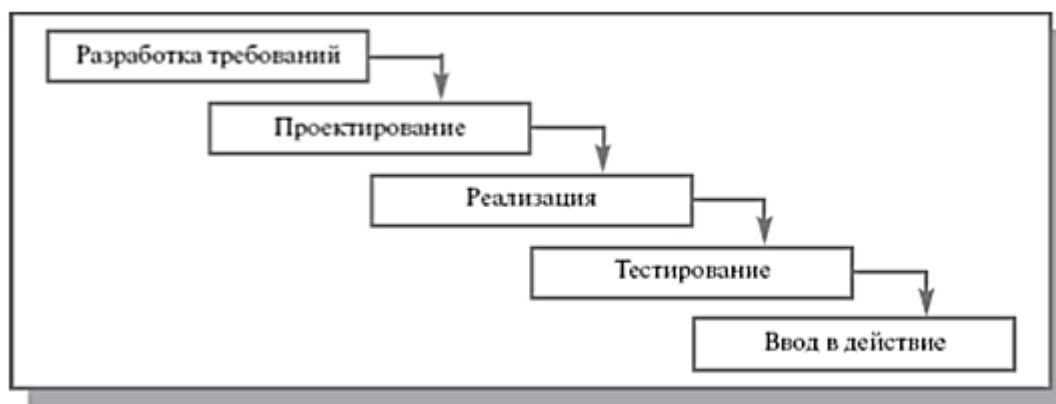 Разработка требований
Проектирование
Реализация
Тестирование
Ввод в действие